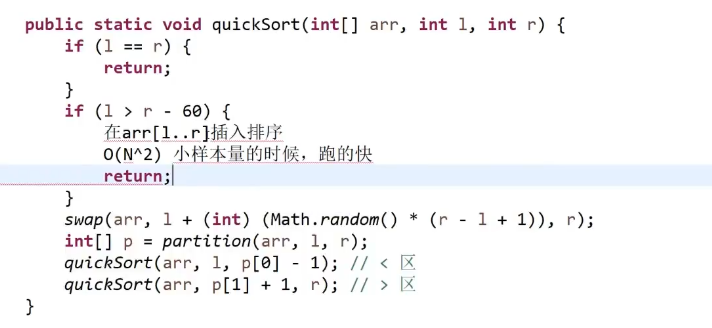 public static void quickSort(int[] arr, int l, int r) {
if (l == r) {
return;
}
if (l > r - 60) {
在arr[l..r]插入排序
O(N^2) 小样本量的时候，跑的快
return;
}
swap(arr, l + (int) (Math.random() * (r - l + 1)), r);
int[] p = partition(arr, l, r);
quickSort(arr, l, p[0] - 1); // < 区
quickSort(arr, p[1] + 1, r); // > 区
}